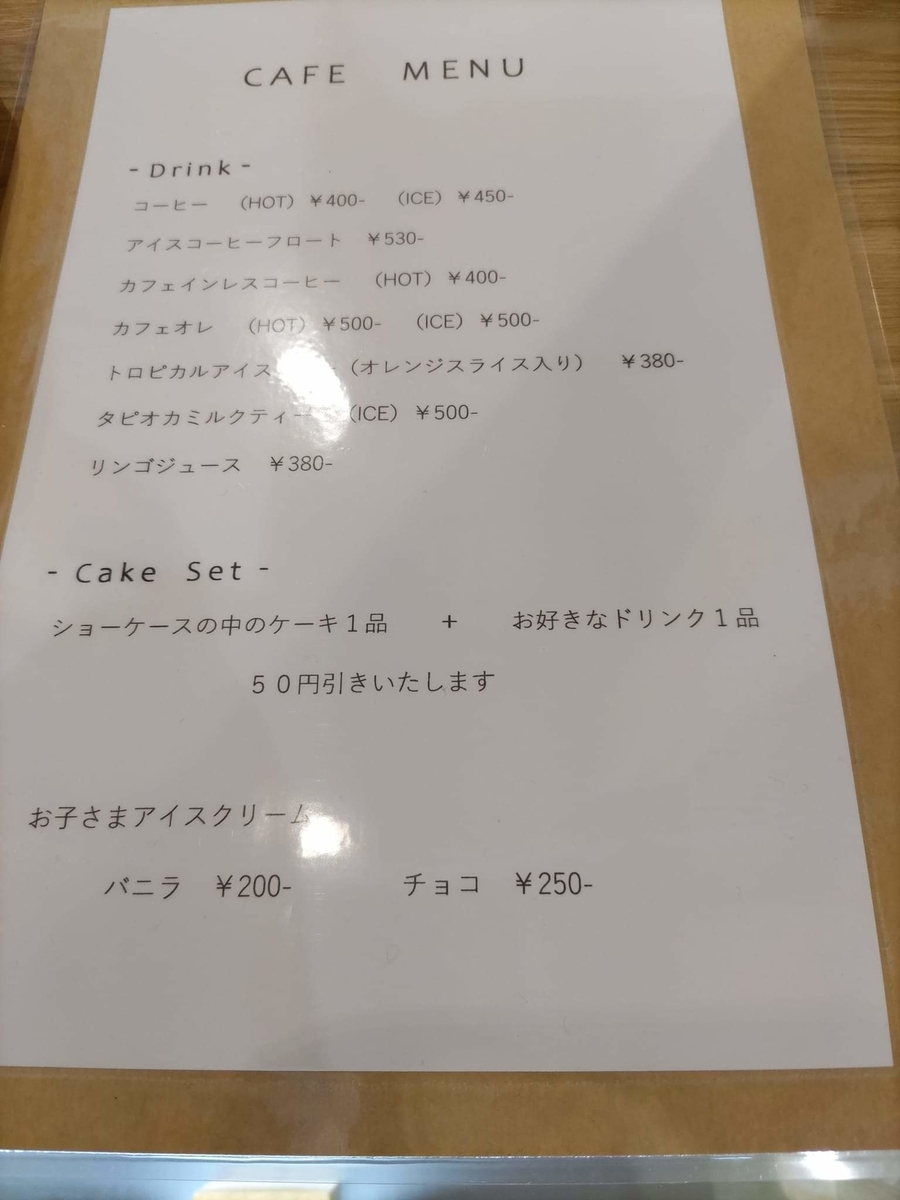 CAFE MENU
- Drink -
コーヒー (HOT) ¥400- (ICE) ¥450-
アイスコーヒーフロート ¥530-
カフェインレスコーヒー (HOT) ¥400-
カフェオレ (HOT) ¥500- (ICE) ¥500-
トロピカルアイス (オレンジスライス入り) ¥380-
タピオカミルクティー (ICE) ¥500-
リンゴジュース ¥380-
- Cake Set -
ショーケースの中のケーキ1品 + お好きなドリンク1品
50円引きいたします
お子さまアイスクリーム
バニラ ¥200- チョコ ¥250-